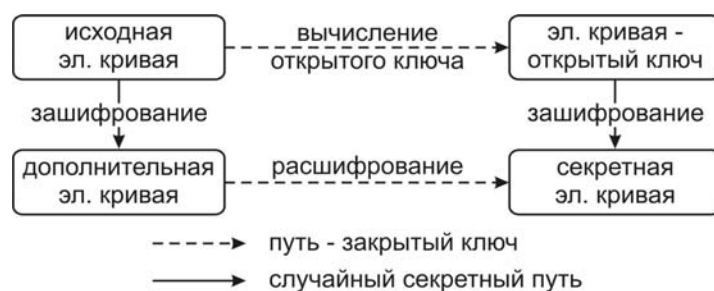 исходная
эл. кривая
вычисление
открытого ключа
эл. кривая -
открытый ключ
зашифрование
зашифрование
дополнительная
эл. кривая
расшифрование
секретная
эл. кривая
путь - закрытый ключ
случайный секретный путь